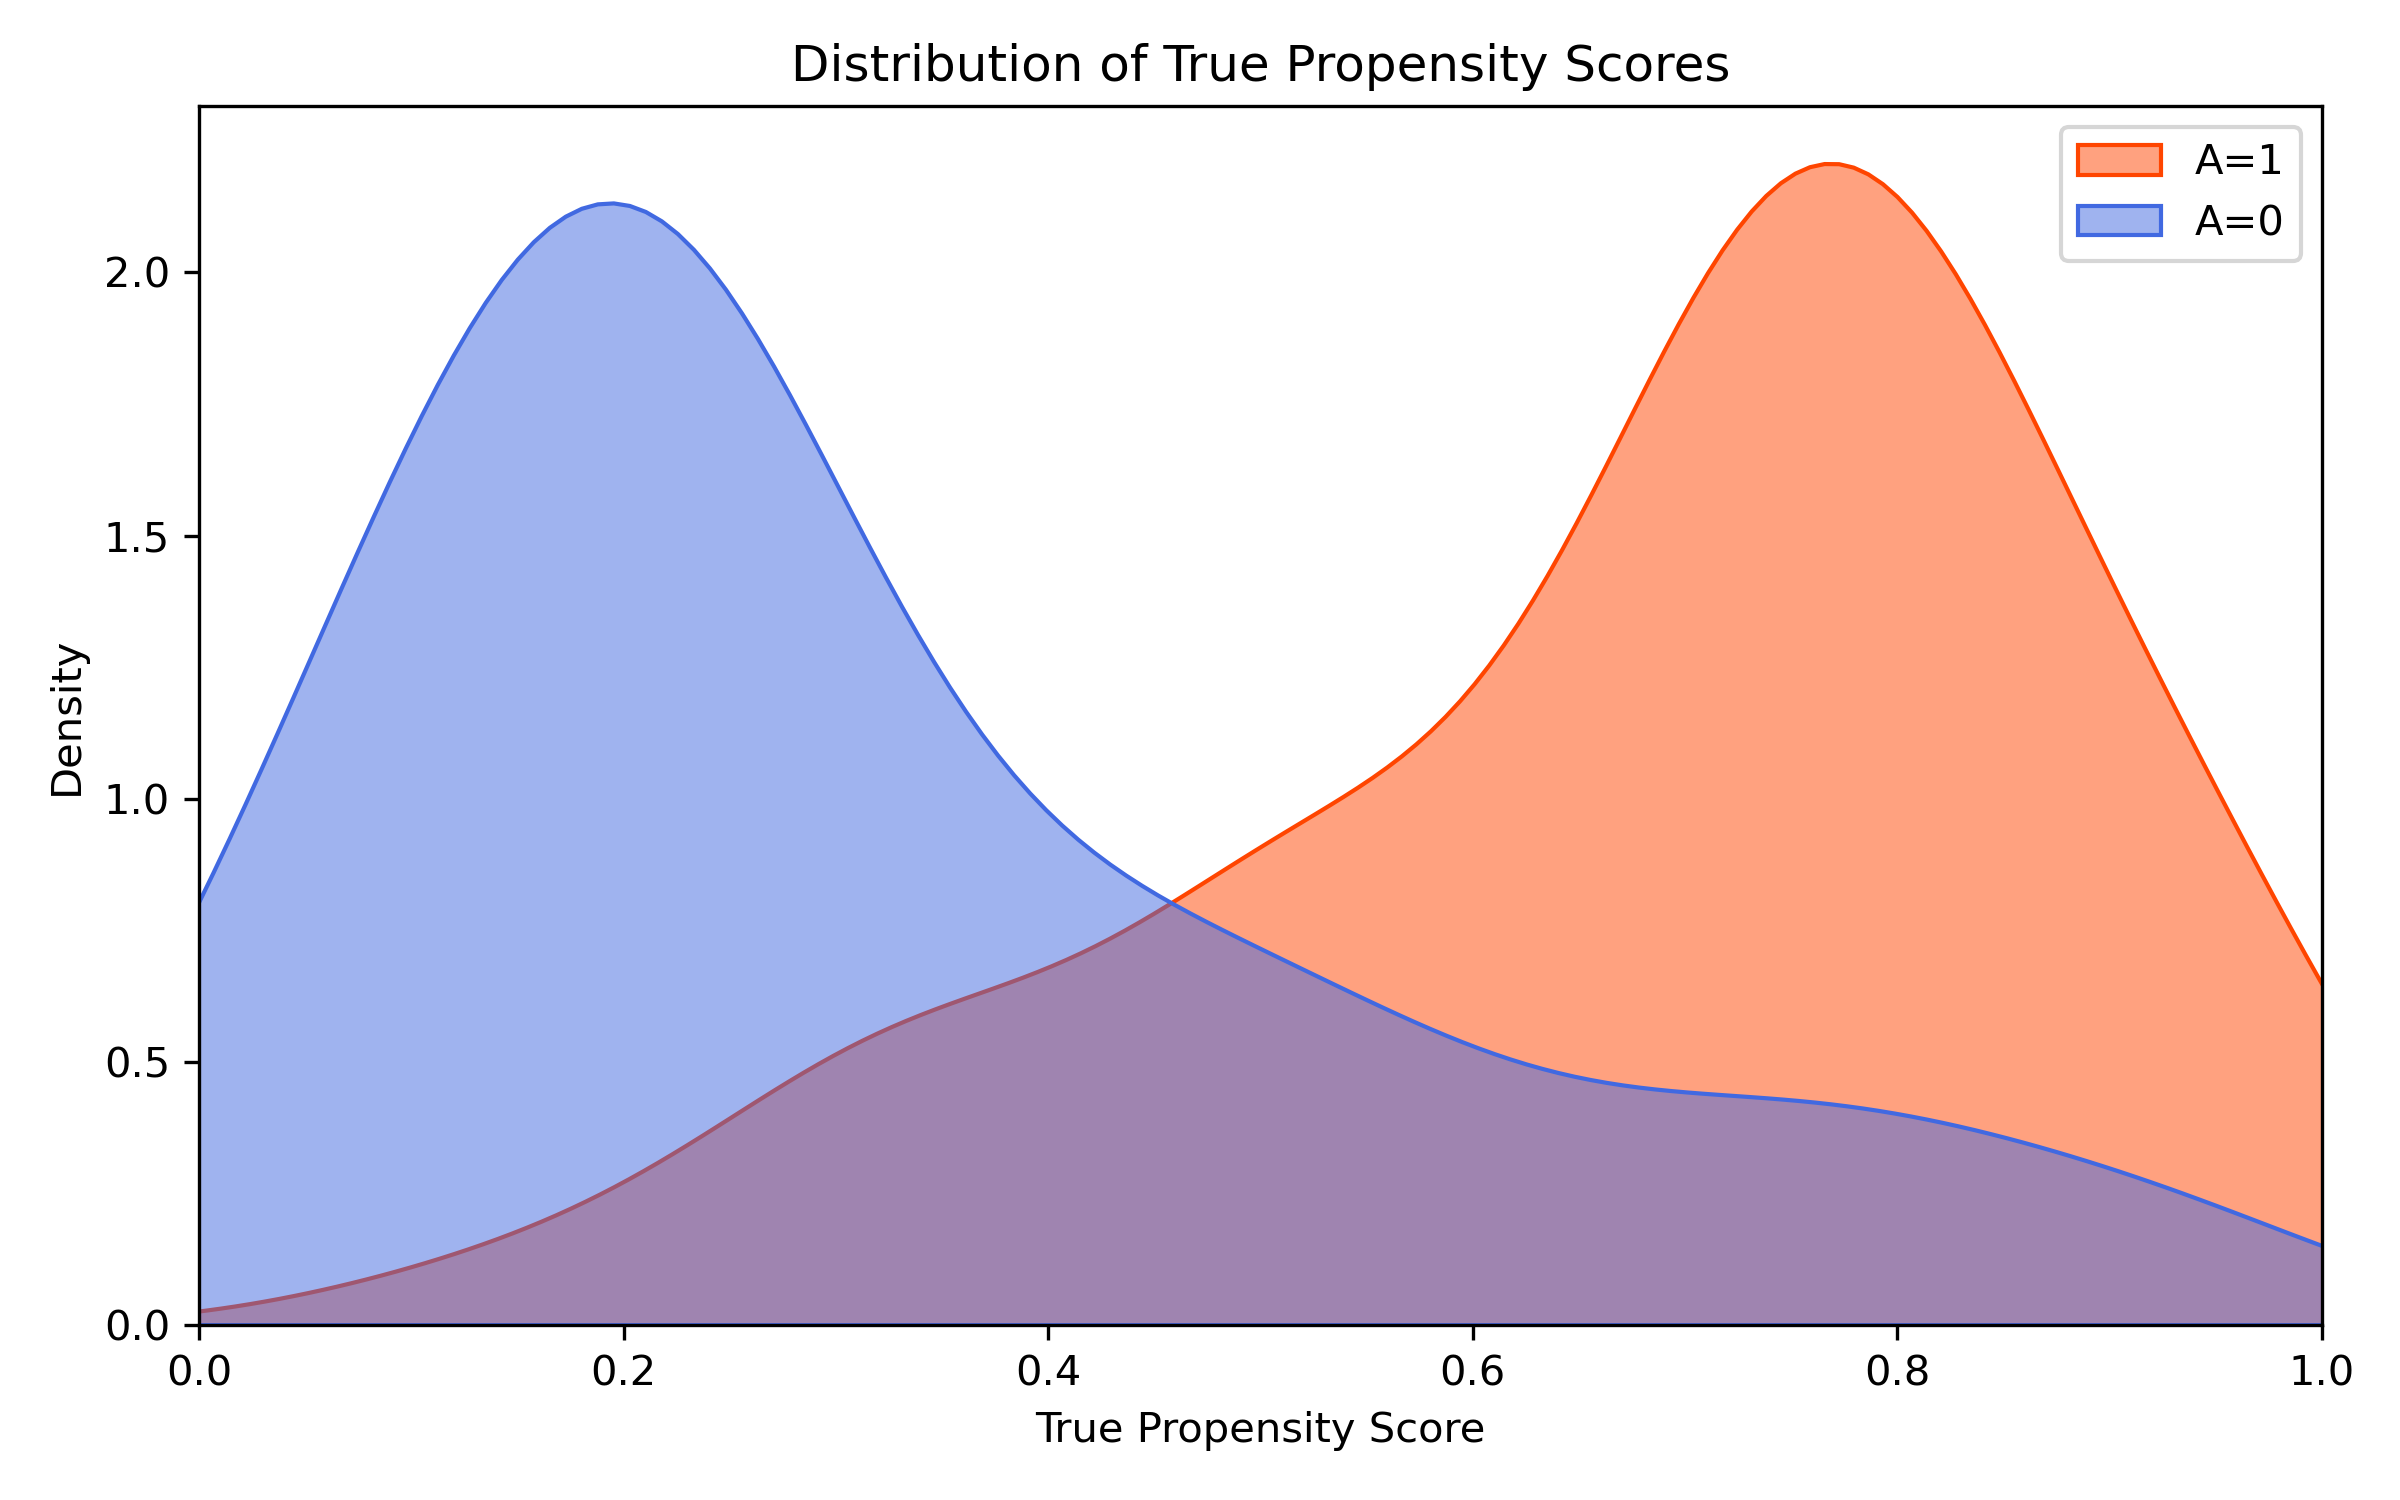 Distribution of True Propensity Scores
A=1
A=0
Density
2.0
1.5
1.0
0.5
0.0
0.0 0.2 0.4 0.6 0.8 1.0
True Propensity Score